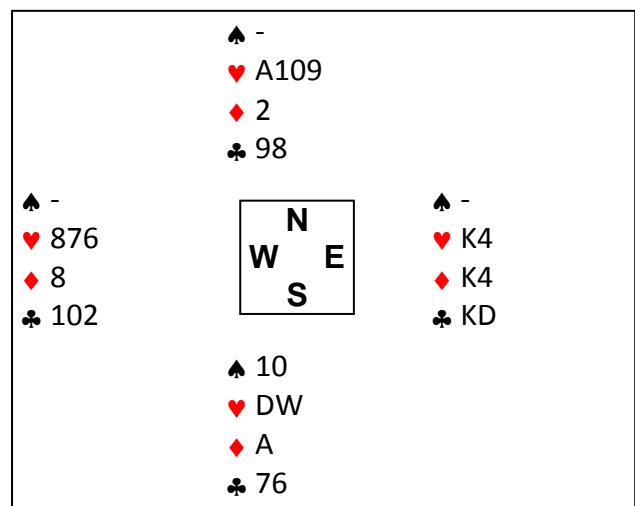 ♠ -
♥ A109
♦ 2
♣ 98
♠ -
♥ 876
♦ 8
♣ 102
N
W E
S
♠ -
♥ K4
♦ K4
♣ KD
♠ 10
♥ DW
♦ A
♣ 76